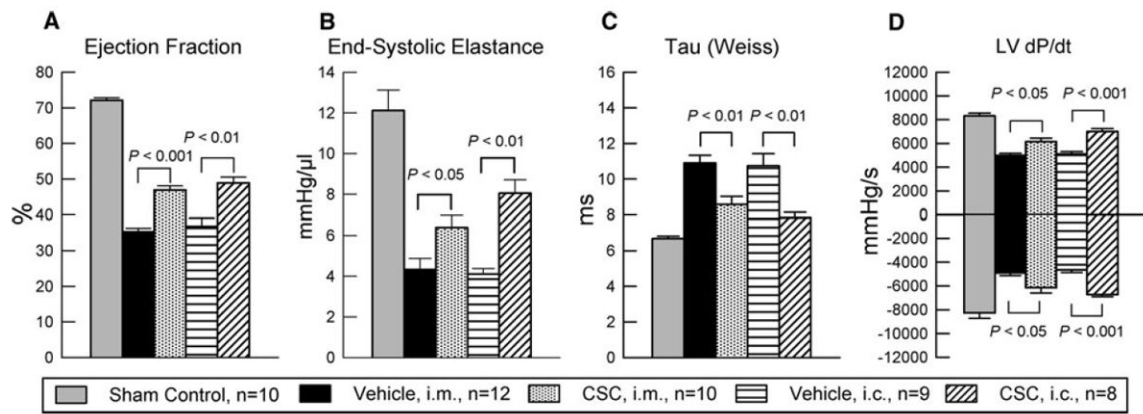 A
Ejection Fraction
%
80
70
60
50
40
30
20
10
0
P < 0.001
P < 0.01
B
End-Systolic Elastance
mmHg/µl
14
12
10
8
6
4
2
0
P < 0.05
P < 0.01
C
Tau (Weiss)
ms
16
14
12
10
8
6
4
2
0
P < 0.01
P < 0.01
D
LV dP/dt
mmHg/s
12000
10000
8000
6000
4000
2000
0
-2000
-4000
-6000
-8000
-10000
-12000
P < 0.05
P < 0.001
P < 0.05
P < 0.001
Sham Control, n=10
Vehicle, i.m., n=12
CSC, i.m., n=10
Vehicle, i.c., n=9
CSC, i.c., n=8